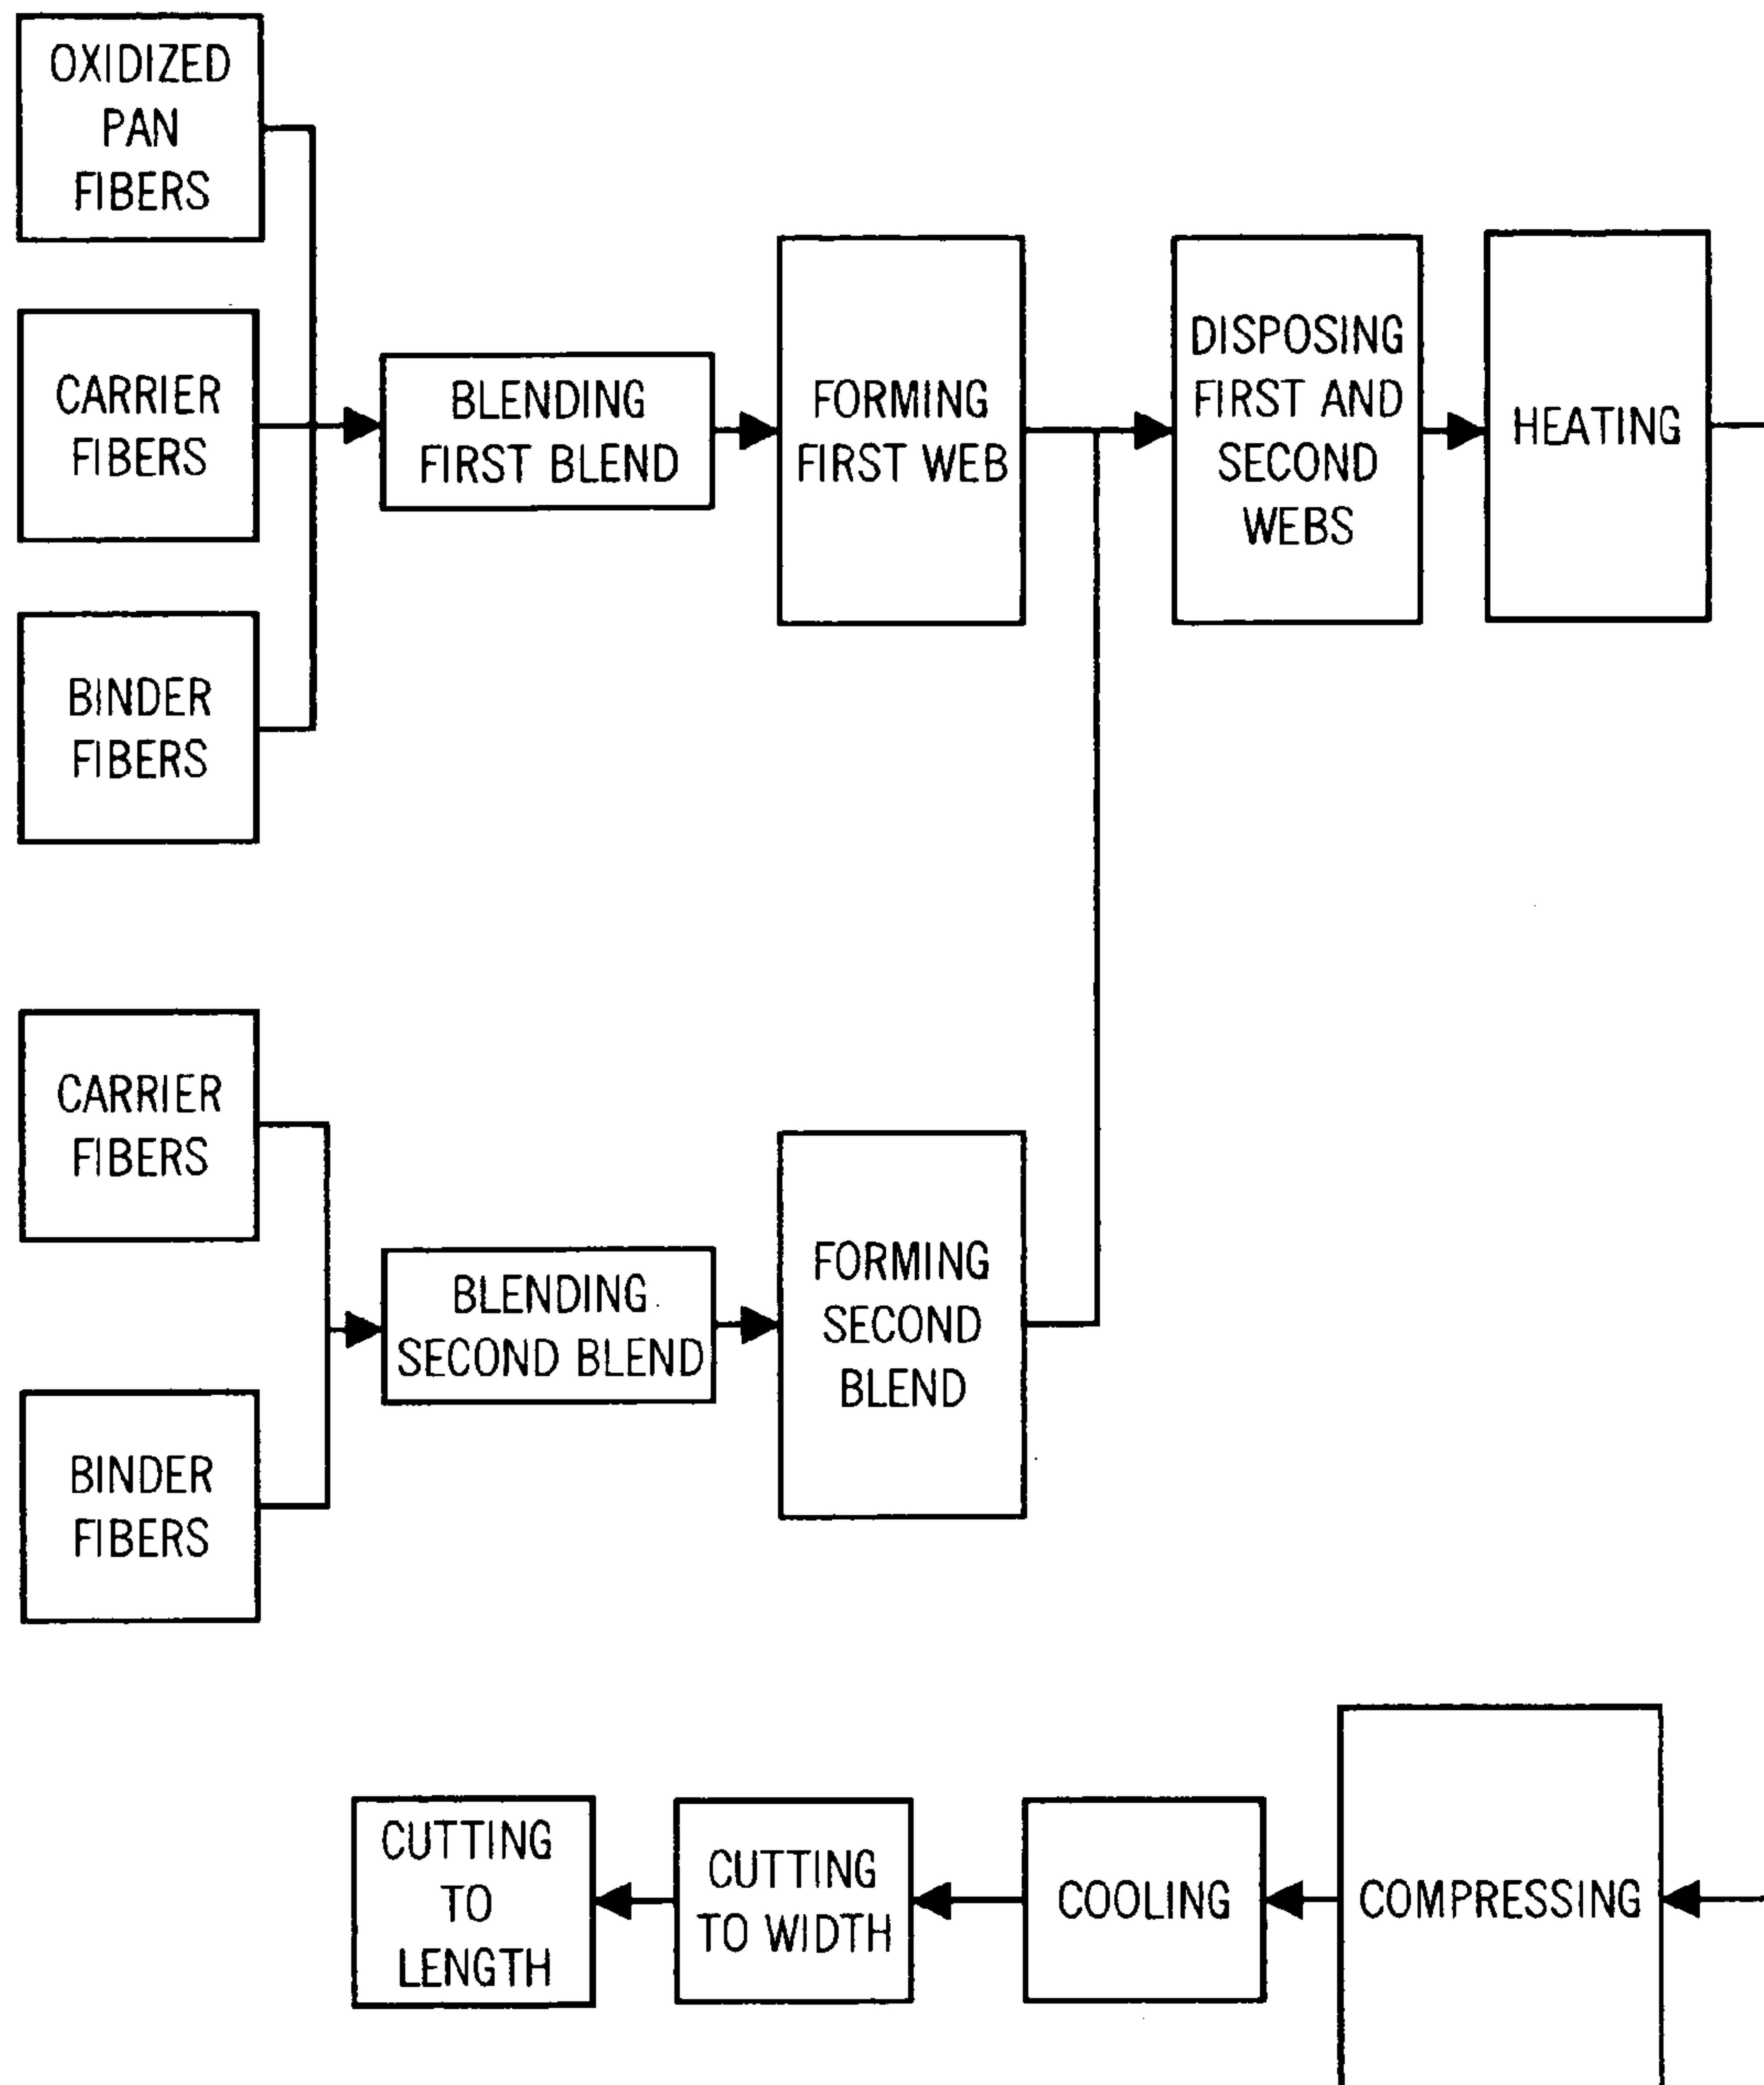 OXIDIZED
PAN
FIBERS
CARRIER
FIBERS
BINDER
FIBERS
BLENDING
FIRST BLEND
FORMING
FIRST WEB
DISPOSING
FIRST AND
SECOND
WEBS
HEATING
CARRIER
FIBERS
BINDER
FIBERS
BLENDING
SECOND BLEND
FORMING
SECOND
BLEND
COMPRESSING
COOLING
CUTTING
TO WIDTH
CUTTING
TO
LENGTH